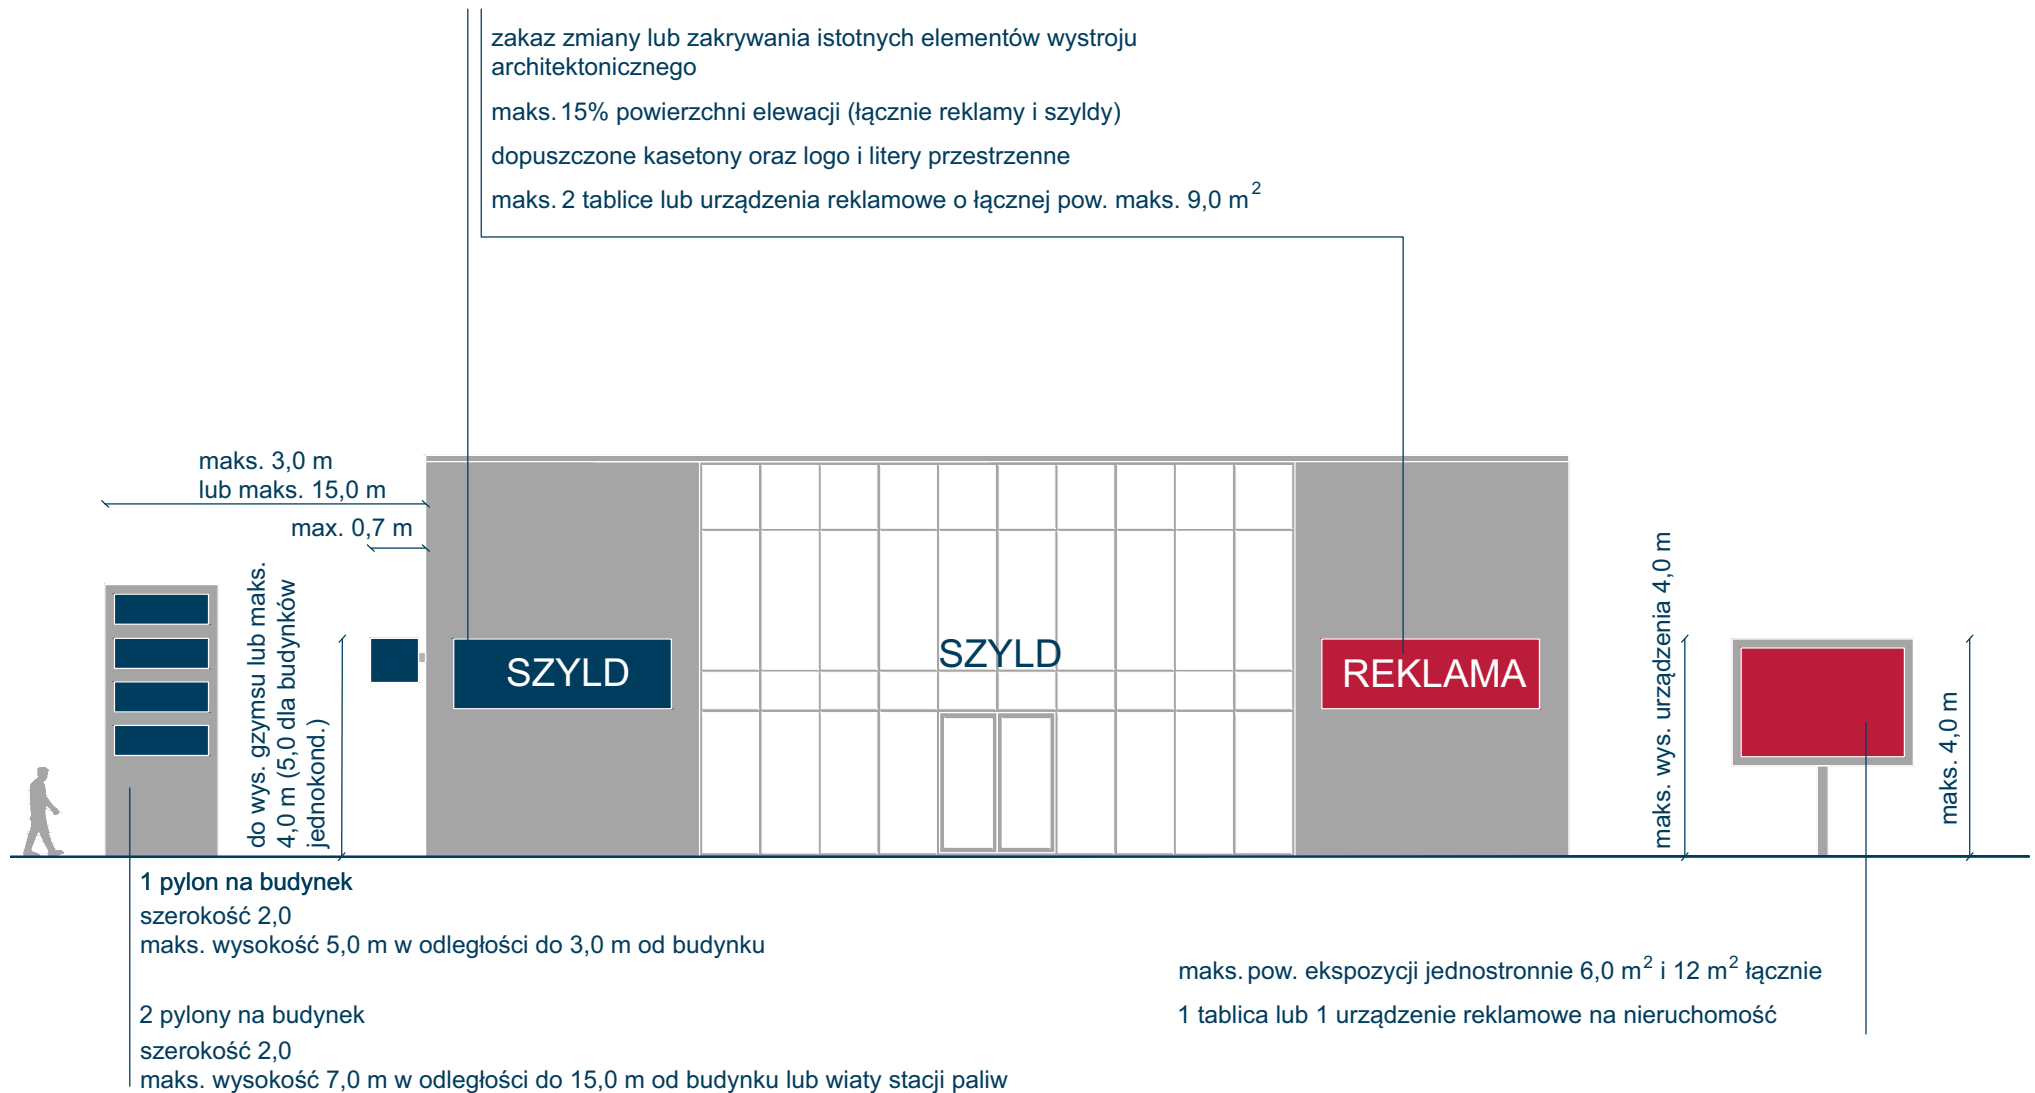 zakaz zmiany lub zakrywania istotnych elementów wystroju
architektonicznego
maks. 15% powierzchni elewacji (łącznie reklamy i szyldy)
dopuszczone kasetony oraz logo i litery przestrzenne
maks. 2 tablice lub urządzenia reklamowe o łącznej pow. maks. 9,0 m²
maks. 3,0 m
lub maks. 15,0 m
max. 0,7 m
do wys. gzymsu lub maks.
4,0 m (5,0 dla budynków
jednokond.)
SZYLD
SZYLD
REKLAMA
maks. wys. urządzenia 4,0 m
maks. 4,0 m
1 pylon na budynek
szerokość 2,0
maks. wysokość 5,0 m w odległości do 3,0 m od budynku
2 pylony na budynek
szerokość 2,0
maks. wysokość 7,0 m w odległości do 15,0 m od budynku lub wiaty stacji paliw
maks. pow. ekspozycji jednostronnie 6,0 m² i 12 m² łącznie
1 tablica lub 1 urządzenie reklamowe na nieruchomość